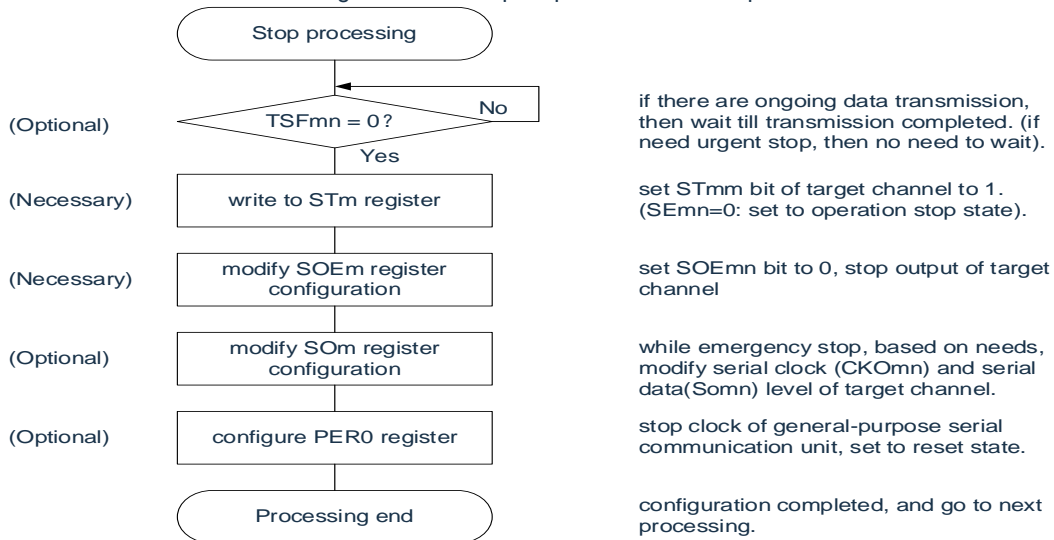 Stop processing
(Optional)
TSFmn = 0?
No
Yes
if there are ongoing data transmission,
then wait till transmission completed. (if
need urgent stop, then no need to wait).
(Necessary)
write to STm register
set STmm bit of target channel to 1.
(SEmn=0: set to operation stop state).
(Necessary)
modify SOEm register
configuration
set SOEmn bit to 0, stop output of target
channel
(Optional)
modify SOm register
configuration
while emergency stop, based on needs,
modify serial clock (CKOmn) and serial
data(Somn) level of target channel.
(Optional)
configure PER0 register
stop clock of general-purpose serial
communication unit, set to reset state.
Processing end
configuration completed, and go to next
processing.